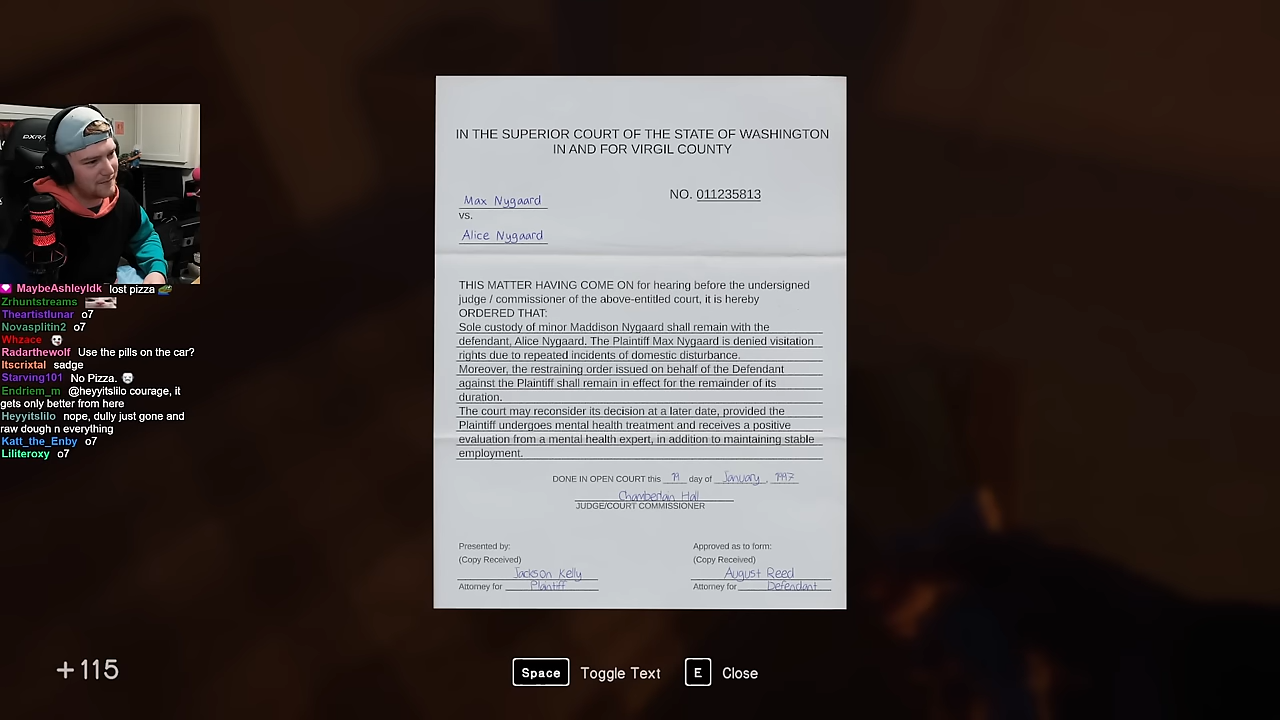 IN THE SUPERIOR COURT OF THE STATE OF WASHINGTON
IN AND FOR VIRGIL COUNTY
NO. 011235813
Max Nygaard
vs.
Alice Nygaard
THIS MATTER HAVING COME ON for hearing before the undersigned
judge / commissioner of the above-entitled court, it is hereby
ORDERED THAT:
Sole custody of minor Maddison Nygaard shall remain with the
defendant, Alice Nygaard. The Plaintiff Max Nygaard is denied visitation
rights due to repeated incidents of domestic disturbance.
Moreover, the restraining order issued on behalf of the Defendant
against the Plaintiff shall remain in effect for the remainder of its
duration.
The court may reconsider its decision at a later date, provided the
Plaintiff undergoes mental health treatment and receives a positive
evaluation from a mental health expert, in addition to maintaining stable
employment.
DONE IN OPEN COURT this 19 day of January, 1997
Chamberlain Hall
JUDGE/COURT COMMISSIONER
Presented by:
(Copy Received)
Jackson Kelly
Attorney for Plaintiff
Approved as to form:
(Copy Received)
August Reed
Attorney for Defendant
DXRA
MaybeAshleyIdk lost pizza
Zrhuntstreams
Theartistlunar o7
Novasplitin2 o7
Whzace
Radarthewolf Use the pills on the car?
Itscrixtal sadge
Starving101 No Pizza.
Endriem_m @heyyitslilo courage, it
gets only better from here
Heyyitslilo nope, dully just gone and
raw dough n everything
Katt_the_Enby o7
Liliteroxy o7
+115
Space Toggle Text E Close